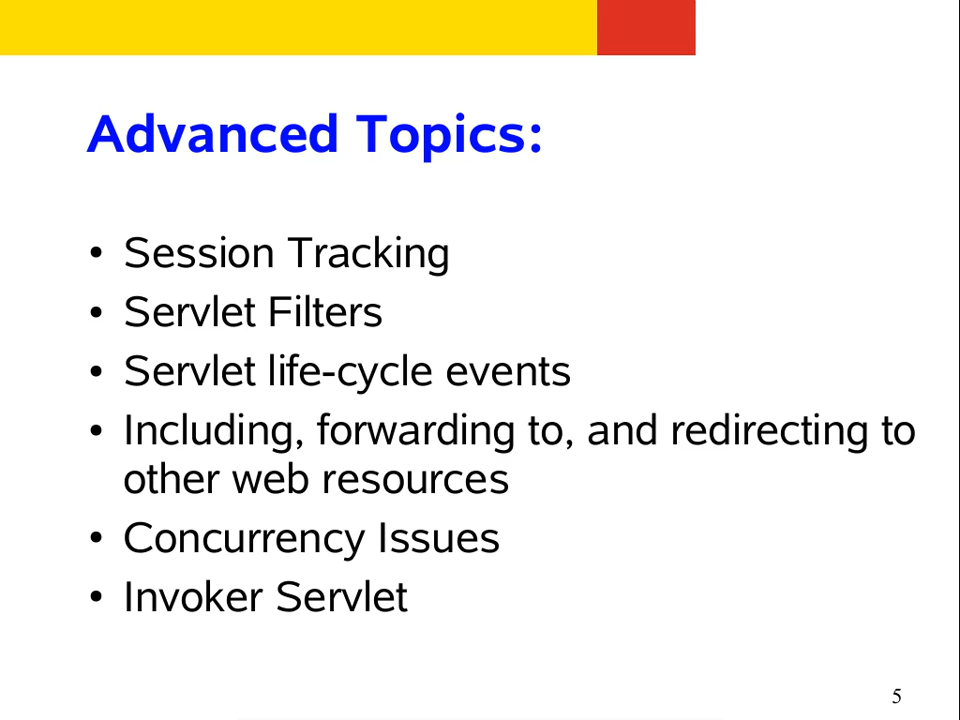 Advanced Topics:
• Session Tracking
• Servlet Filters
• Servlet life-cycle events
• Including, forwarding to, and redirecting to
other web resources
• Concurrency Issues
• Invoker Servlet
5